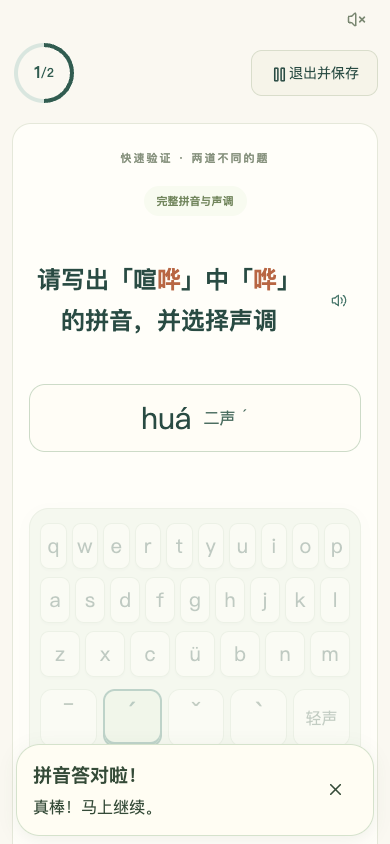 1/2
退出并保存
快速验证 · 两道不同的题
完整拼音与声调
请写出「喧哗」中「哗」
的拼音，并选择声调
huá 二声 ˊ
q w e r t y u i o p
a s d f g h j k l
z x c ü b n m
ˉ ˊ ˇ ˋ 轻声
拼音答对啦！
真棒！马上继续。